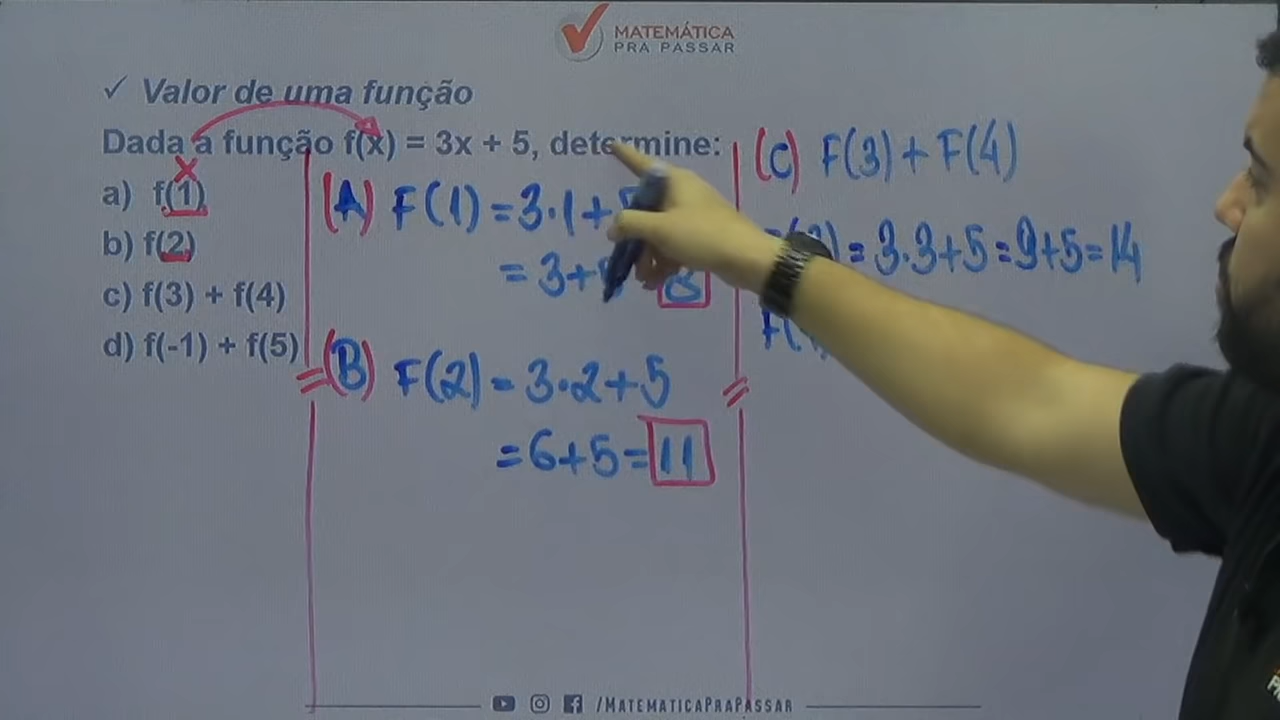 MATEMÁTICA
PRA PASSAR
✓ Valor de uma função
Dada a função f(x) = 3x + 5, determine:
x
a) f(1)
b) f(2)
c) f(3) + f(4)
d) f(-1) + f(5)
(A) F(1) = 3·1+
= 3+ 8
(B) F(2) = 3·2+5
= 6+5 = 11
(C) F(3) + F(4)
= 3·3+5 = 9+5 = 14
F(
/MATEMATICAPRAPASSAR